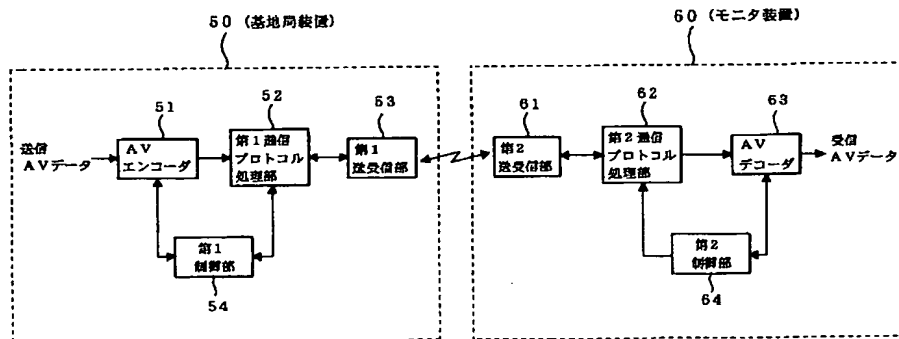 50(基地局装置)
60(モニタ装置)
51
52
53
送信
AVデータ
AV
エンコーダ
第1通信
プロトコル
処理部
第1
送受信部
第1
制御部
54
61
62
63
第2
送受信部
第2通信
プロトコル
処理部
AV
デコーダ
受信
AVデータ
第2
制御部
64